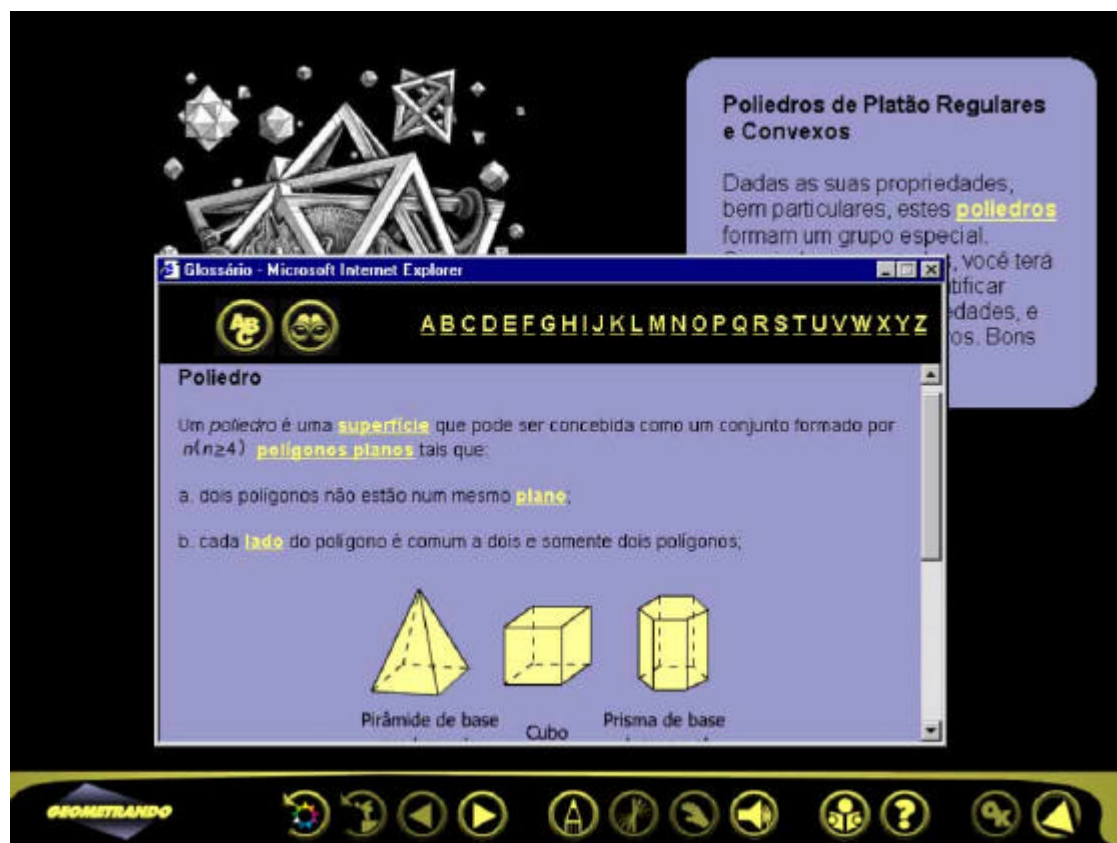 Poliedros de Platão Regulares
e Convexos
Dadas as suas propriedades,
bem particulares, estes poliedros
formam um grupo especial.
, você terá
tificar
edades, e
os. Bons
Glossário - Microsoft Internet Explorer
ABC
A B C D E F G H I J K L M N O P Q R S T U V W X Y Z
Poliedro
Um poliedro é uma superfície que pode ser concebida como um conjunto formado por
n(n≥4) polígonos planos tais que:
a. dois polígonos não estão num mesmo plano;
b. cada lado do polígono é comum a dois e somente dois polígonos;
Pirâmide de base
Cubo
Prisma de base
GEOMETRANDO
?
OK